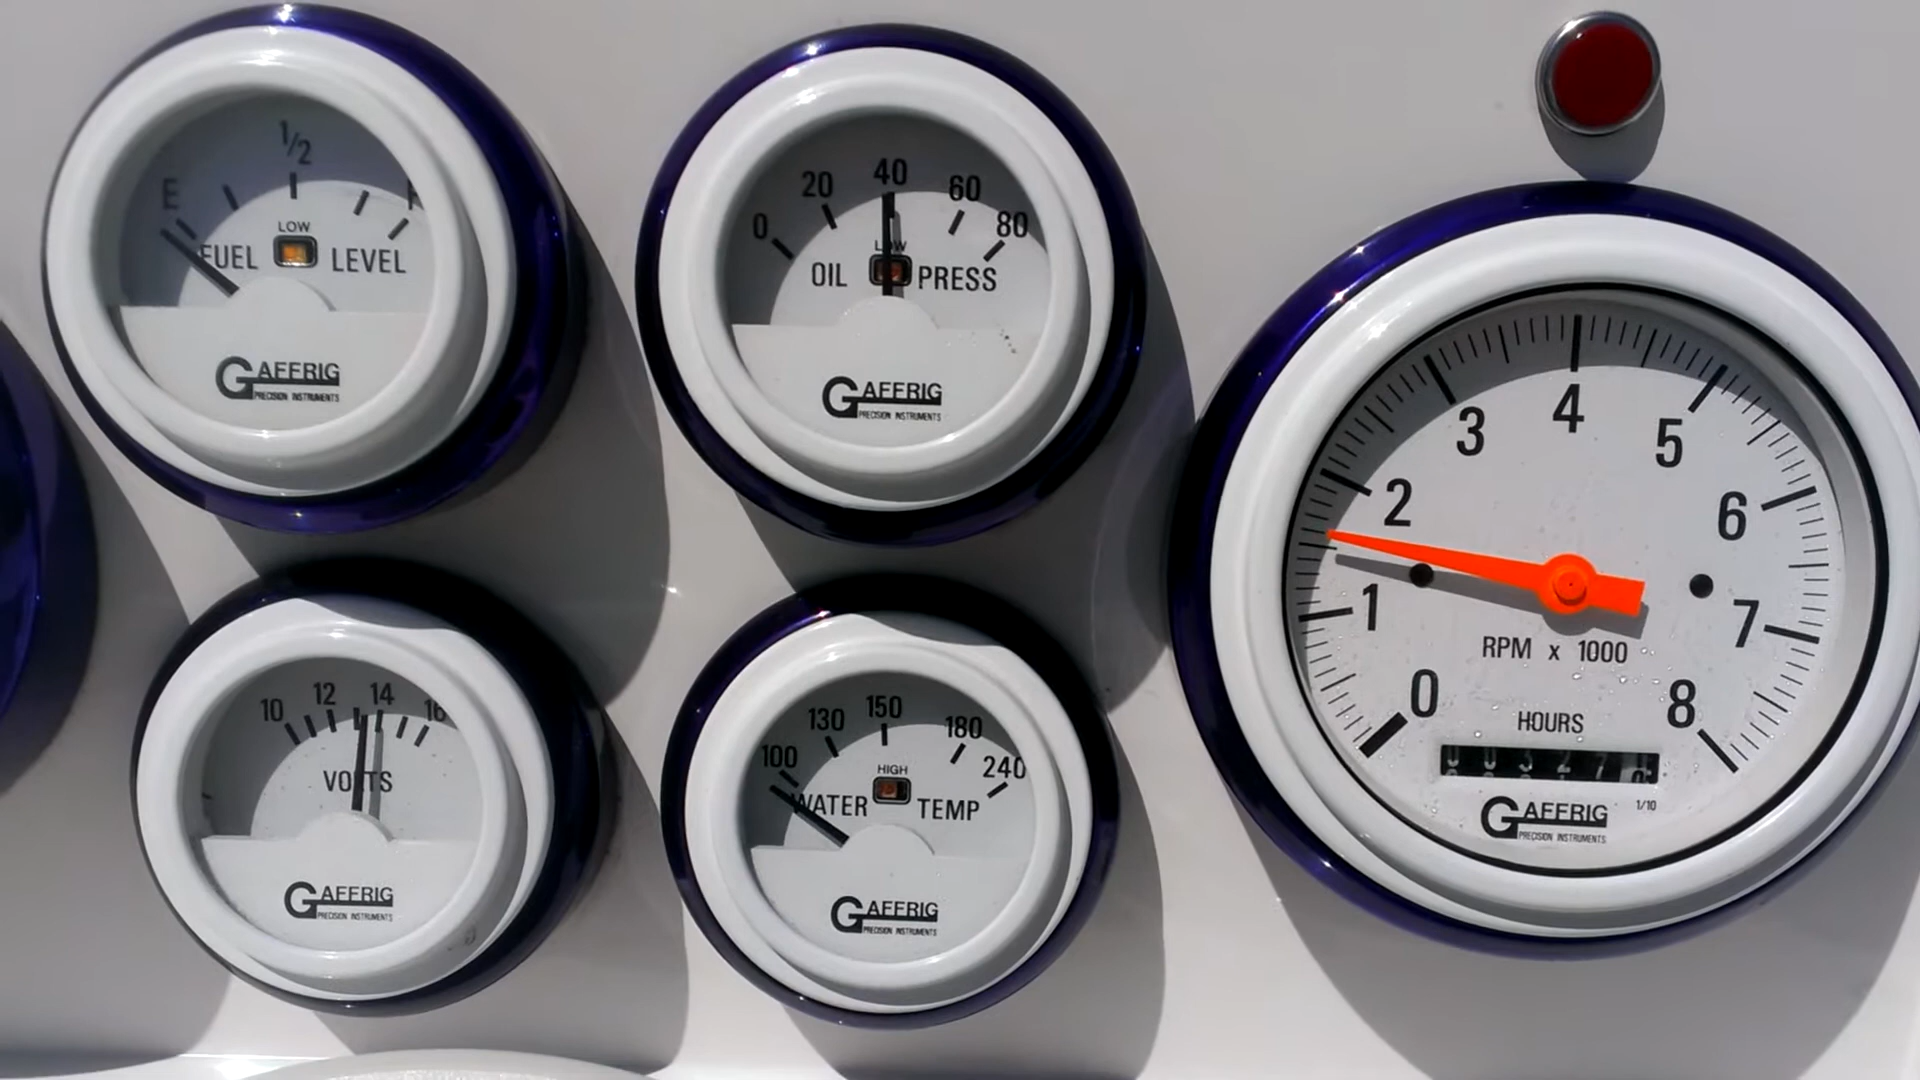 E 1/2
LOW
FUEL LEVEL
GAFFRIG
PRECISION INSTRUMENTS
0 20 40 60 80
LOW
OIL PRESS
GAFFRIG
PRECISION INSTRUMENTS
10 12 14 16
VOLTS
GAFFRIG
PRECISION INSTRUMENTS
100 130 150 180 240
HIGH
WATER TEMP
GAFFRIG
PRECISION INSTRUMENTS
0 1 2 3 4 5 6 7 8
RPM x 1000
HOURS
1/10
GAFFRIG
PRECISION INSTRUMENTS